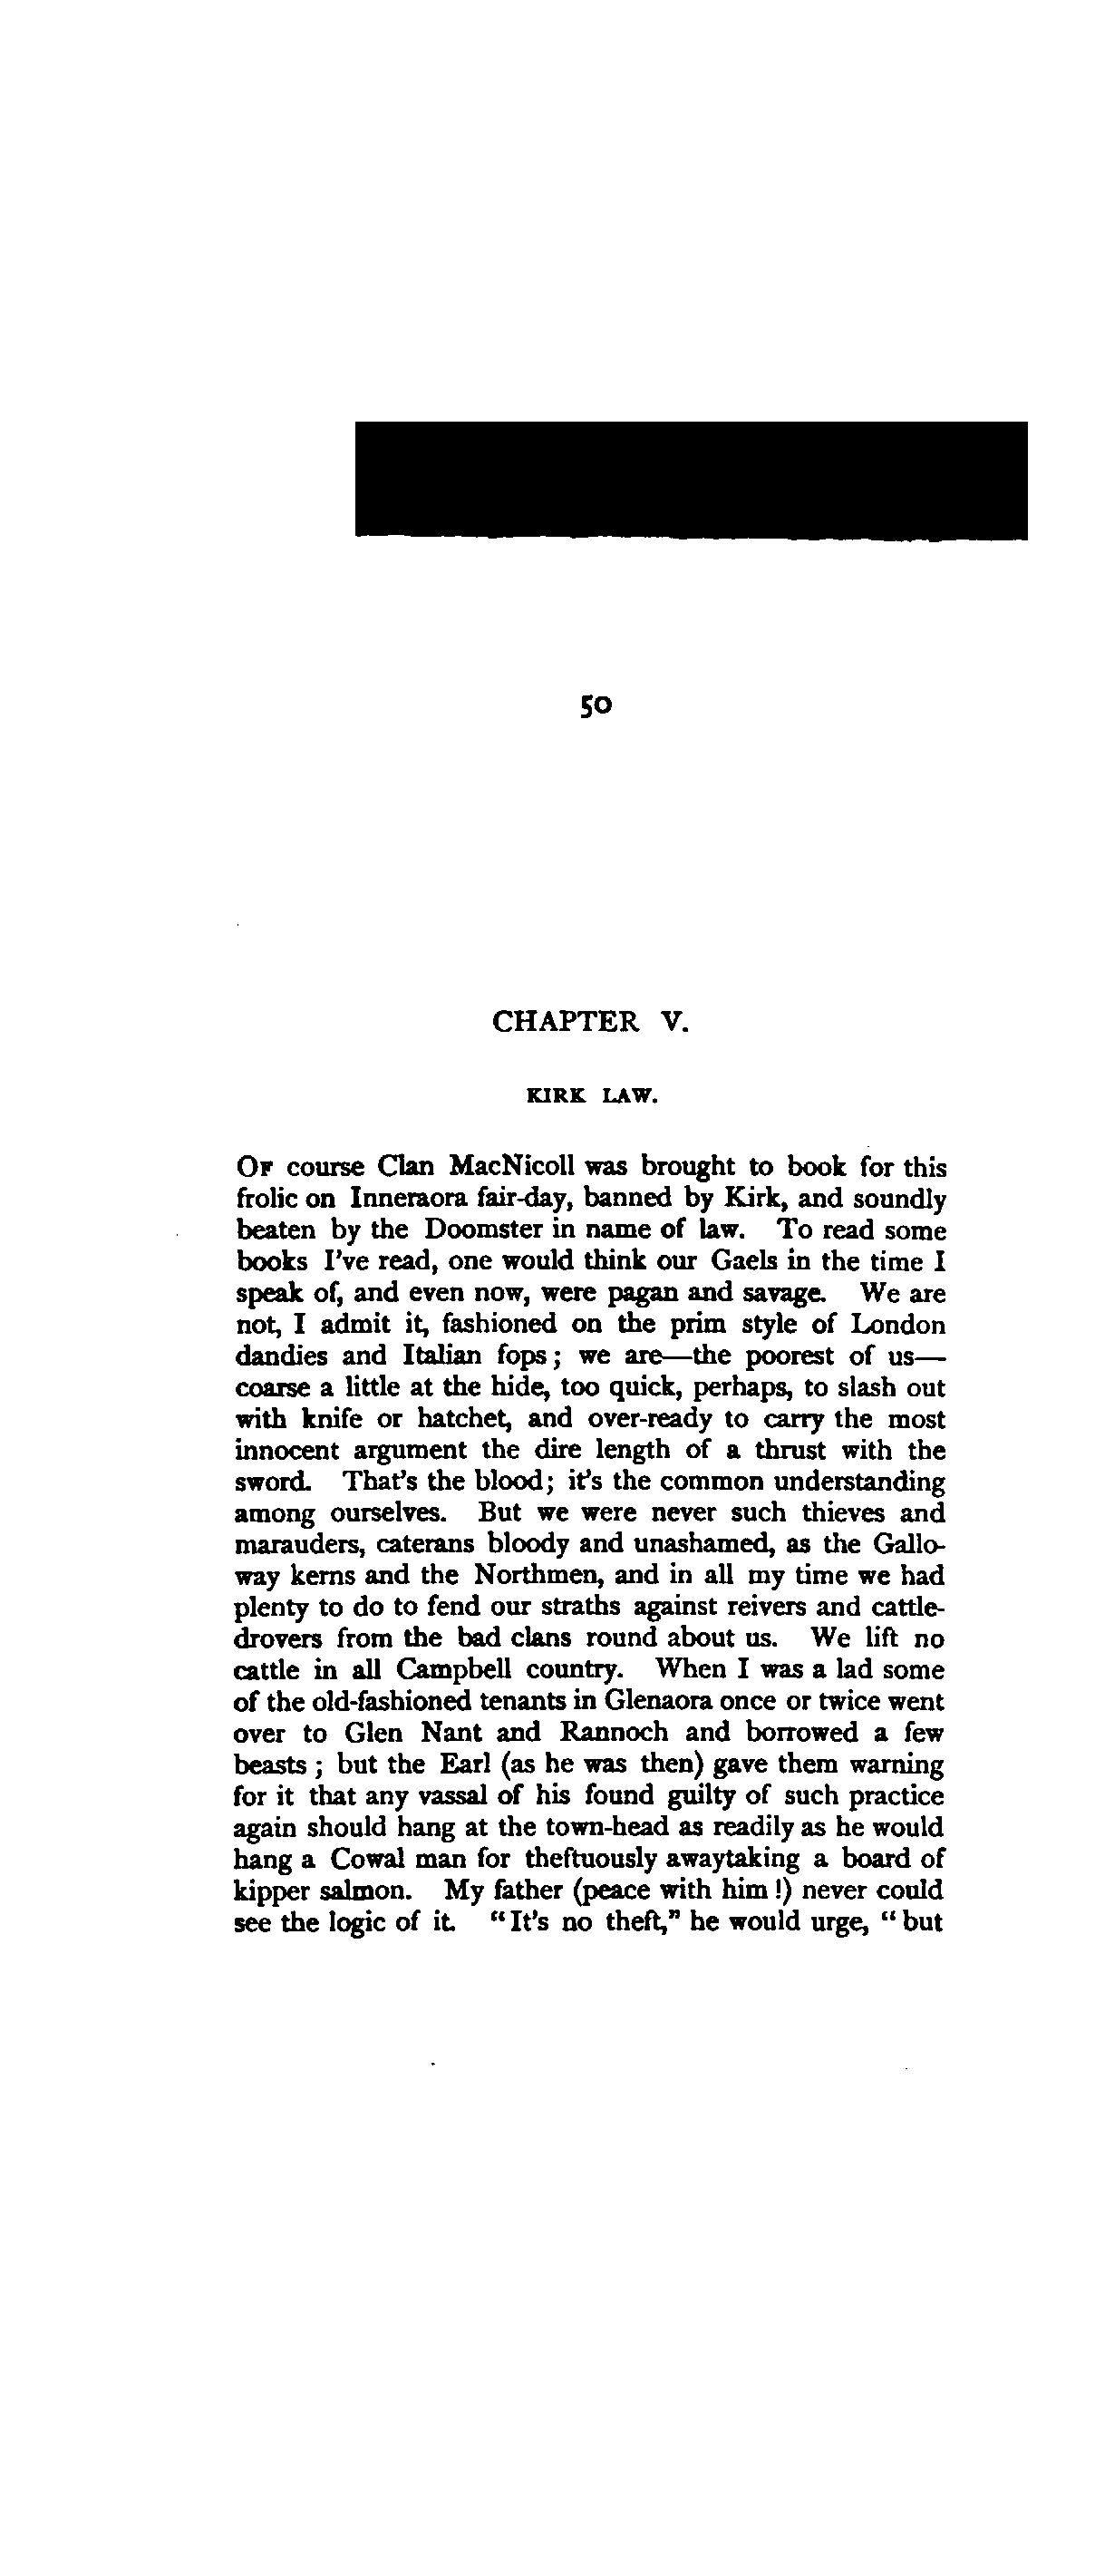 50
CHAPTER V.
KIRK LAW.
OF course Clan MacNicoll was brought to book for this
frolic on Inneraora fair-day, banned by Kirk, and soundly
beaten by the Doomster in name of law. To read some
books I've read, one would think our Gaels in the time I
speak of, and even now, were pagan and savage. We are
not, I admit it, fashioned on the prim style of London
dandies and Italian fops; we are—the poorest of us—
coarse a little at the hide, too quick, perhaps, to slash out
with knife or hatchet, and over-ready to carry the most
innocent argument the dire length of a thrust with the
sword. That's the blood; it's the common understanding
among ourselves. But we were never such thieves and
marauders, caterans bloody and unashamed, as the Gallo-
way kerns and the Northmen, and in all my time we had
plenty to do to fend our straths against reivers and cattle-
drovers from the bad clans round about us. We lift no
cattle in all Campbell country. When I was a lad some
of the old-fashioned tenants in Glenaora once or twice went
over to Glen Nant and Rannoch and borrowed a few
beasts; but the Earl (as he was then) gave them warning
for it that any vassal of his found guilty of such practice
again should hang at the town-head as readily as he would
hang a Cowal man for theftuously awaytaking a board of
kipper salmon. My father (peace with him!) never could
see the logic of it. "It's no theft," he would urge, "but